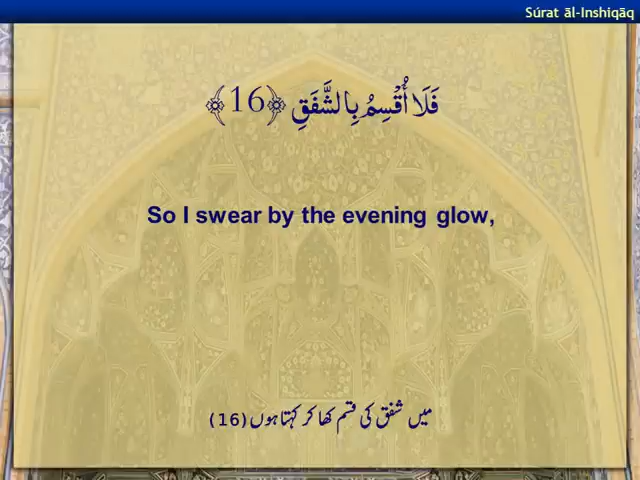 Súrat āl-Inshiqāq
فَلَا أُقْسِمُ بِالشَّفَقِ ﴿16﴾
So I swear by the evening glow,
میں شفق کی قسم کھا کر کہتا ہوں (16)